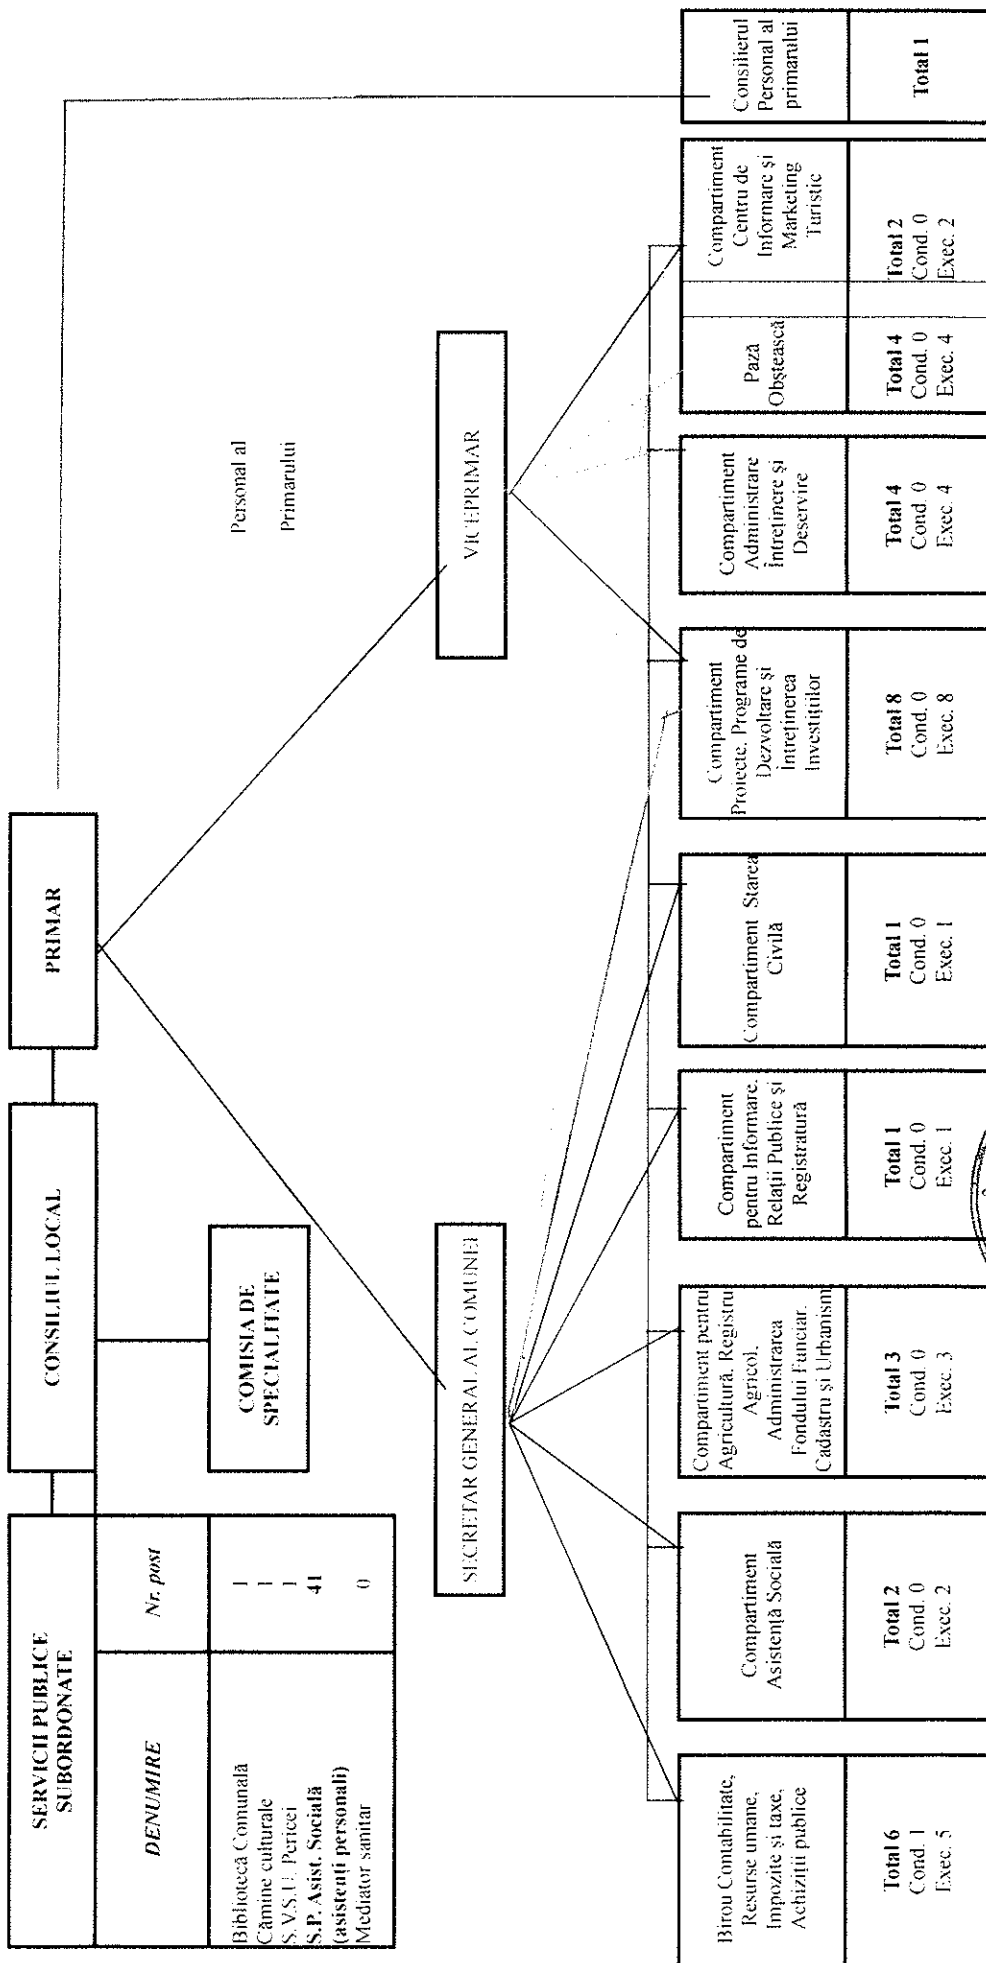 SERVICII PUBLICE
SUBORDONATE
DENUMIRE
Nr. post
Bibliotecă Comunală 1
Cămine culturale 1
S.V.S.U. Pericei 1
S.P. Asist. Socială 41
(asistenți personali)
Mediator sanitar 0
CONSILIUL LOCAL
PRIMAR
COMISIA DE
SPECIALITATE
Personal al
Primarului
SECRETAR GENERAL AL COMUNEI
VICEPRIMAR
Birou Contabilitate,
Resurse umane,
Impozite și taxe,
Achiziții publice
Total 6
Cond. 1
Exec. 5
Compartiment
Asistență Socială
Total 2
Cond. 0
Exec. 2
Compartiment pentru
Agricultură. Registru
Agricol.
Administrarea
Fondului Funciar.
Cadastru și Urbanism
Total 3
Cond. 0
Exec. 3
Compartiment
pentru Informare.
Relații Publice și
Registratură
Total 1
Cond. 0
Exec. 1
Compartiment Starea
Civilă
Total 1
Cond. 0
Exec. 1
Compartiment
Proiecte. Programe de
Dezvoltare și
Întreținerea
Investițiilor
Total 8
Cond. 0
Exec. 8
Compartiment
Administrare
Întreținere și
Deservire
Total 4
Cond. 0
Exec. 4
Pază
Obștească
Total 4
Cond. 0
Exec. 4
Compartiment
Centru de
Informare și
Marketing
Turistic
Total 2
Cond. 0
Exec. 2
Consilierul
Personal al
primarului
Total 1